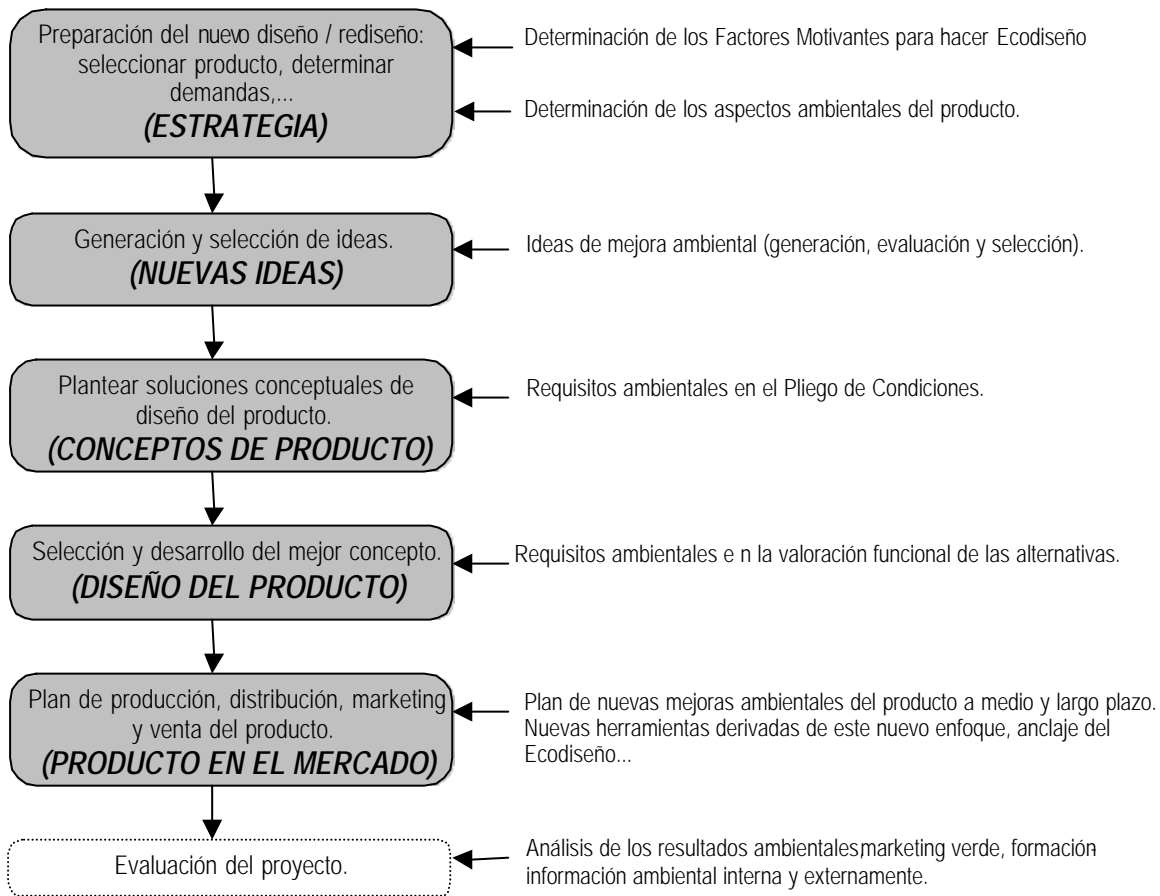 Preparación del nuevo diseño / rediseño:
seleccionar producto, determinar
demandas,...
(ESTRATEGIA)
Determinación de los Factores Motivantes para hacer Ecodiseño
Determinación de los aspectos ambientales del producto.
Generación y selección de ideas.
(NUEVAS IDEAS)
Ideas de mejora ambiental (generación, evaluación y selección).
Plantear soluciones conceptuales de
diseño del producto.
(CONCEPTOS DE PRODUCTO)
Requisitos ambientales en el Pliego de Condiciones.
Selección y desarrollo del mejor concepto.
(DISEÑO DEL PRODUCTO)
Requisitos ambientales e n la valoración funcional de las alternativas.
Plan de producción, distribución, marketing
y venta del producto.
(PRODUCTO EN EL MERCADO)
Plan de nuevas mejoras ambientales del producto a medio y largo plazo.
Nuevas herramientas derivadas de este nuevo enfoque, anclaje del
Ecodiseño...
Evaluación del proyecto.
Análisis de los resultados ambientales,marketing verde, formación-
información ambiental interna y externamente.